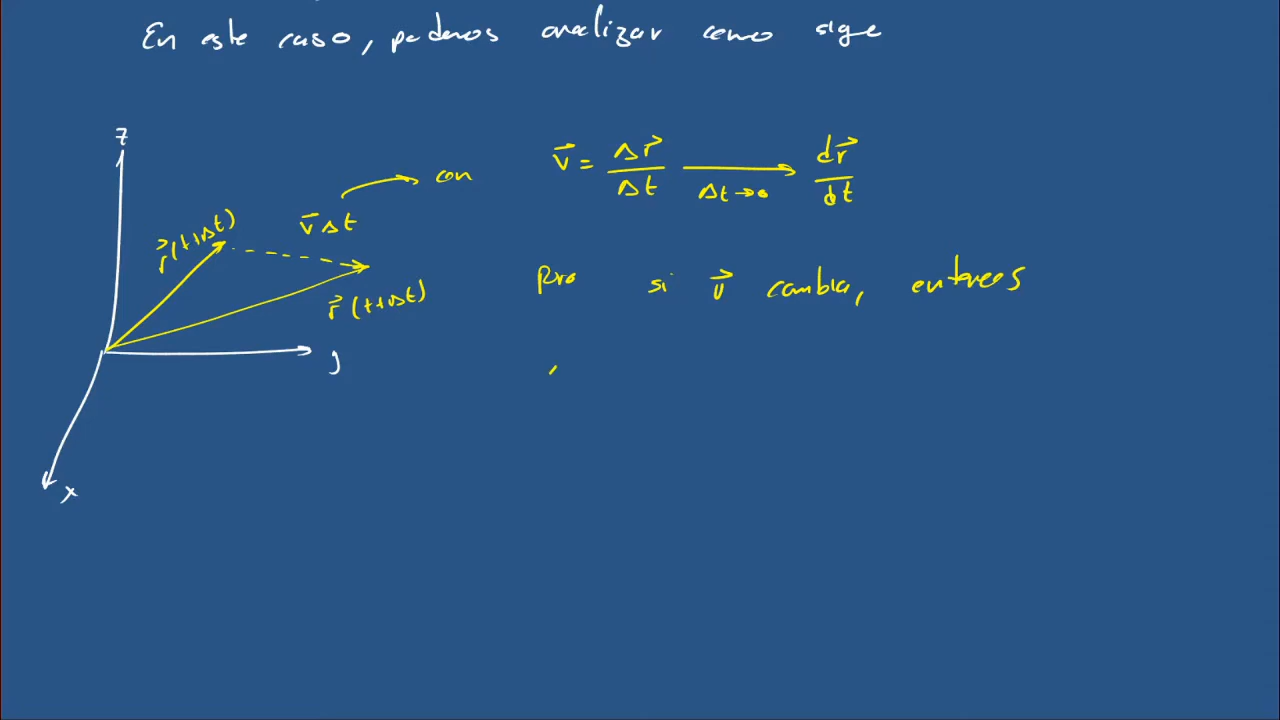 En este caso, podemos analizar como sigue
z
v⃗ = Δr⃗/Δt → dr⃗/dt
Δt→0
con
v⃗Δt
r⃗(t+Δt)
r⃗(t+Δt)
Pero si v⃗ cambia, entonces
y
x